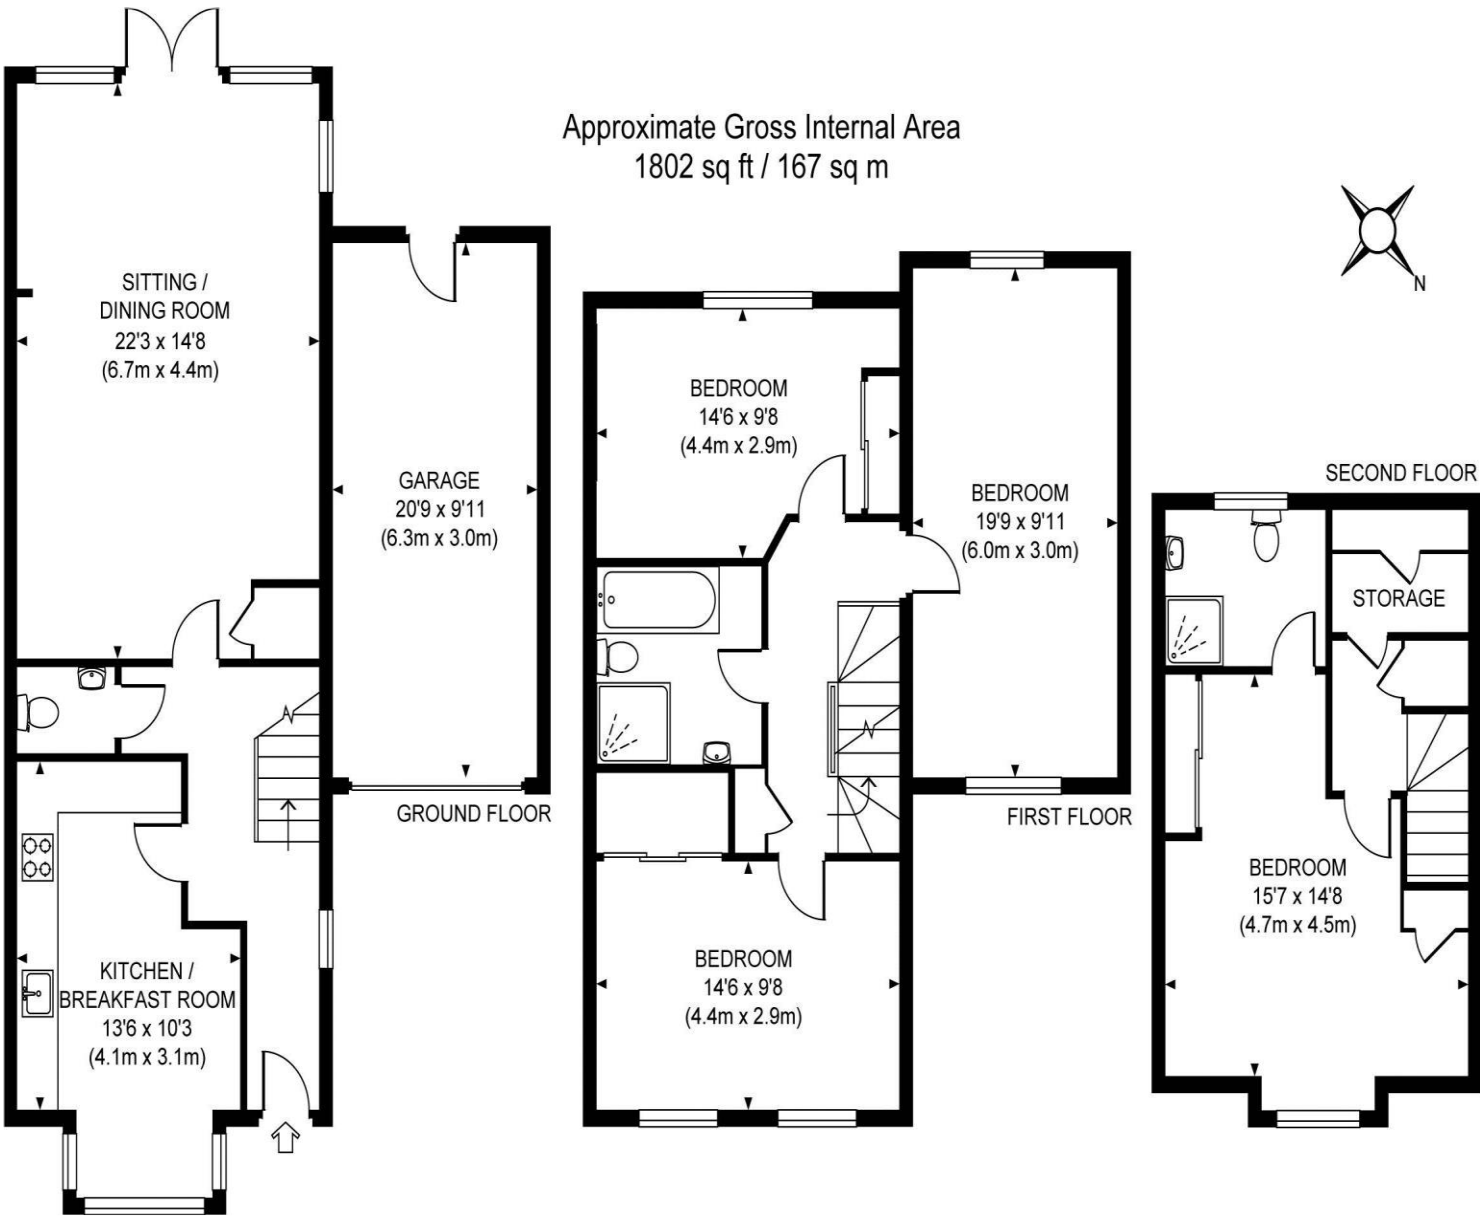 Approximate Gross Internal Area
1802 sq ft / 167 sq m
N
SITTING /
DINING ROOM
22'3 x 14'8
(6.7m x 4.4m)
GARAGE
20'9 x 9'11
(6.3m x 3.0m)
KITCHEN /
BREAKFAST ROOM
13'6 x 10'3
(4.1m x 3.1m)
GROUND FLOOR
BEDROOM
14'6 x 9'8
(4.4m x 2.9m)
BEDROOM
19'9 x 9'11
(6.0m x 3.0m)
BEDROOM
14'6 x 9'8
(4.4m x 2.9m)
FIRST FLOOR
SECOND FLOOR
STORAGE
BEDROOM
15'7 x 14'8
(4.7m x 4.5m)